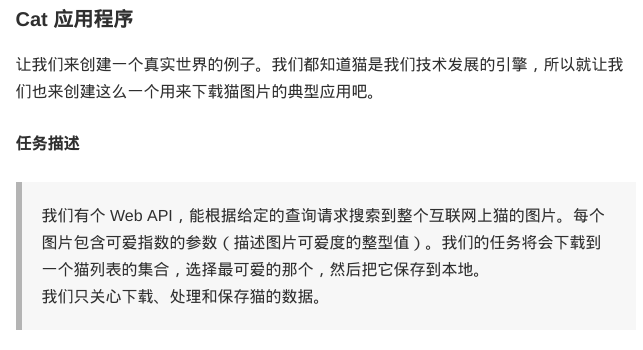 Cat 应用程序
让我们来创建一个真实世界的例子。我们都知道猫是我们技术发展的引擎，所以就让我
们也来创建这么一个用来下载猫图片的典型应用吧。
任务描述
我们有个 Web API，能根据给定的查询请求搜索到整个互联网上猫的图片。每个
图片包含可爱指数的参数（描述图片可爱度的整型值）。我们的任务将会下载到
一个猫列表的集合，选择最可爱的那个，然后把它保存到本地。
我们只关心下载、处理和保存猫的数据。